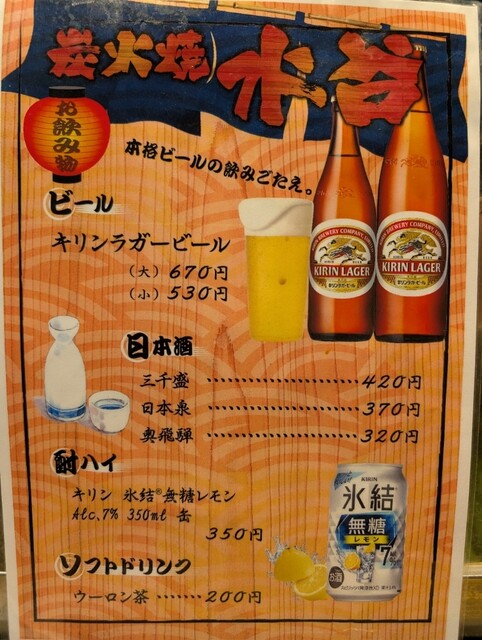 炭火焼
水谷
お飲み物
本格ビールの飲みごたえ。
ビール
キリンラガービール
（大）670円
（小）530円
KIRIN LAGER
KIRIN LAGER
日本酒
三千盛 ………………… 420円
日本泉 ………………… 370円
奥飛騨 ………………… 320円
酎ハイ
キリン 氷結®無糖レモン
Alc.7% 350ml 缶
350円
ソフトドリンク
ウーロン茶 ……… 200円
KIRIN
氷結
無糖
レモン
7%
お酒